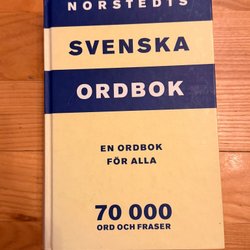 NORSTEDTS
SVENSKA
ORDBOK
EN ORDBOK
FÖR ALLA
70 000
ORD OCH FRASER